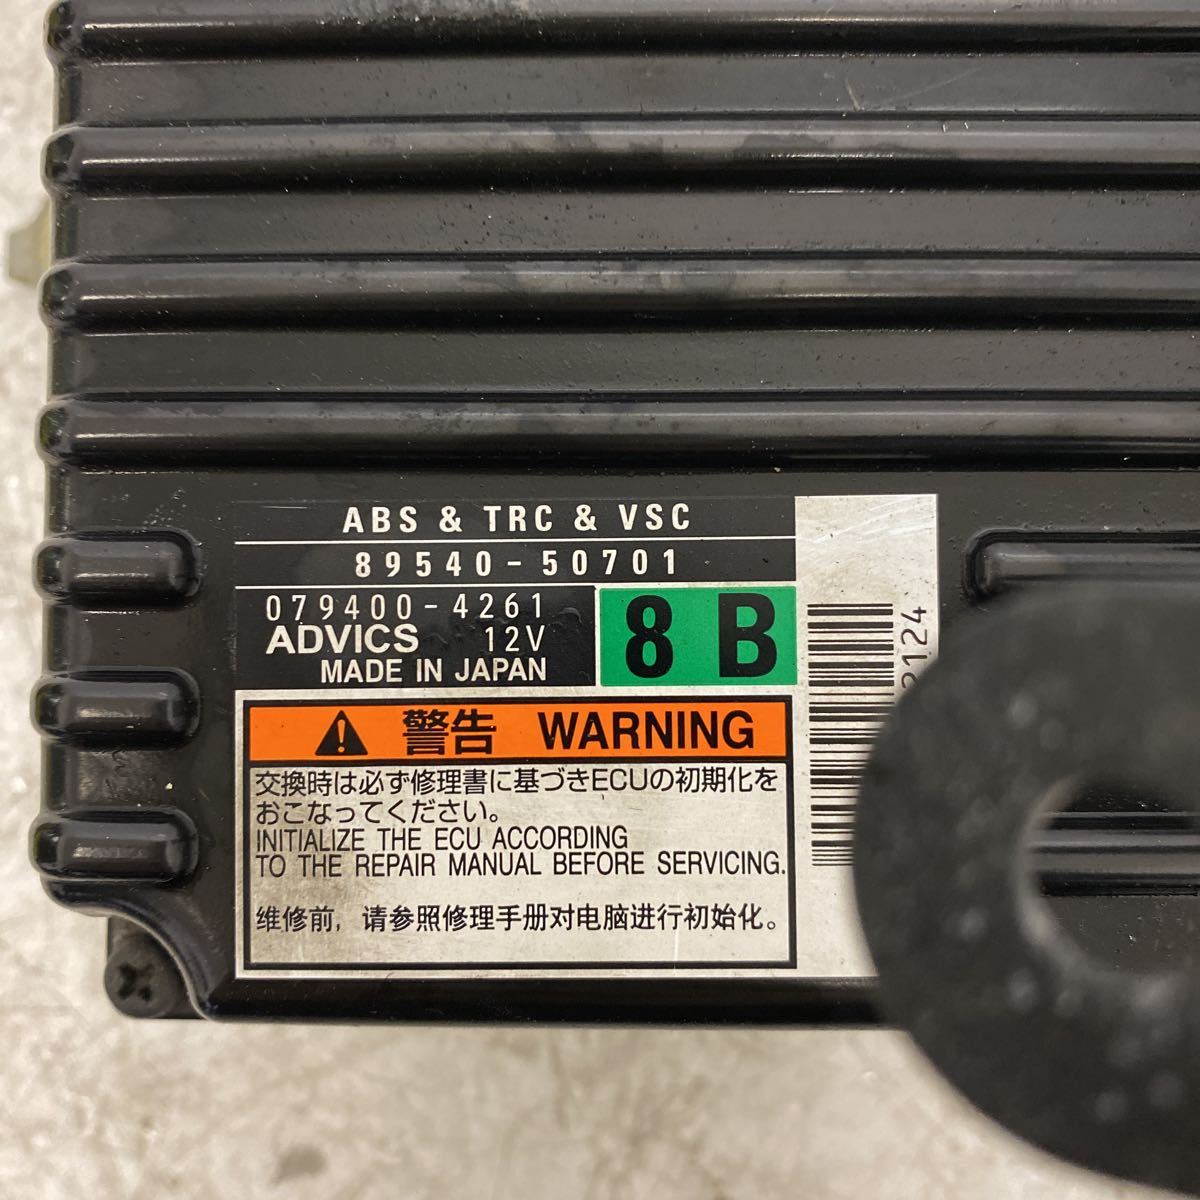 ABS & TRC & VSC
89540-50701
079400-4261
ADVICS 12V
MADE IN JAPAN
8 B
警告 WARNING
交換時は必ず修理書に基づきECUの初期化を
おこなってください。
INITIALIZE THE ECU ACCORDING
TO THE REPAIR MANUAL BEFORE SERVICING.
维修前，请参照修理手册对电脑进行初始化。